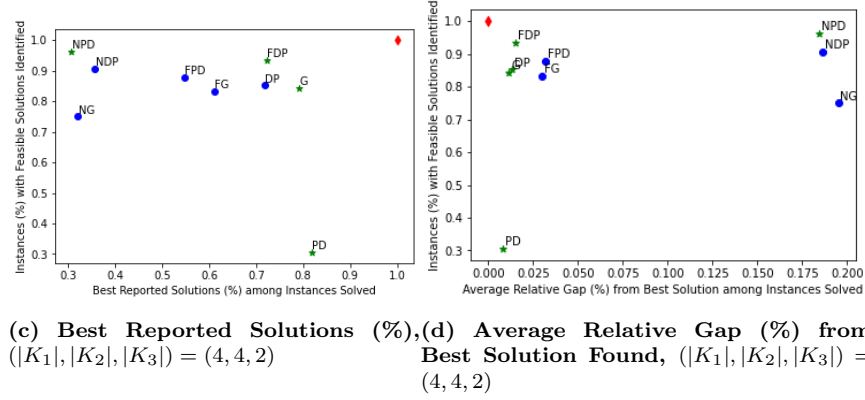 NPD
NDP
NG
FPD
FG
FDP
DP
G
PD
1.0
0.9
0.8
0.7
0.6
0.5
0.4
0.3
Instances (%) with Feasible Solutions Identified
0.3 0.4 0.5 0.6 0.7 0.8 0.9 1.0
Best Reported Solutions (%) among Instances Solved
FDP
G
DP
FPD
FG
NPD
NDP
NG
PD
1.0
0.9
0.8
0.7
0.6
0.5
0.4
0.3
Instances (%) with Feasible Solutions Identified
0.000 0.025 0.050 0.075 0.100 0.125 0.150 0.175 0.200
Average Relative Gap (%) from Best Solution among Instances Solved
(c) Best Reported Solutions (%),
(|K₁|, |K₂|, |K₃|) = (4, 4, 2)
(d) Average Relative Gap (%) from
Best Solution Found, (|K₁|, |K₂|, |K₃|) =
(4, 4, 2)